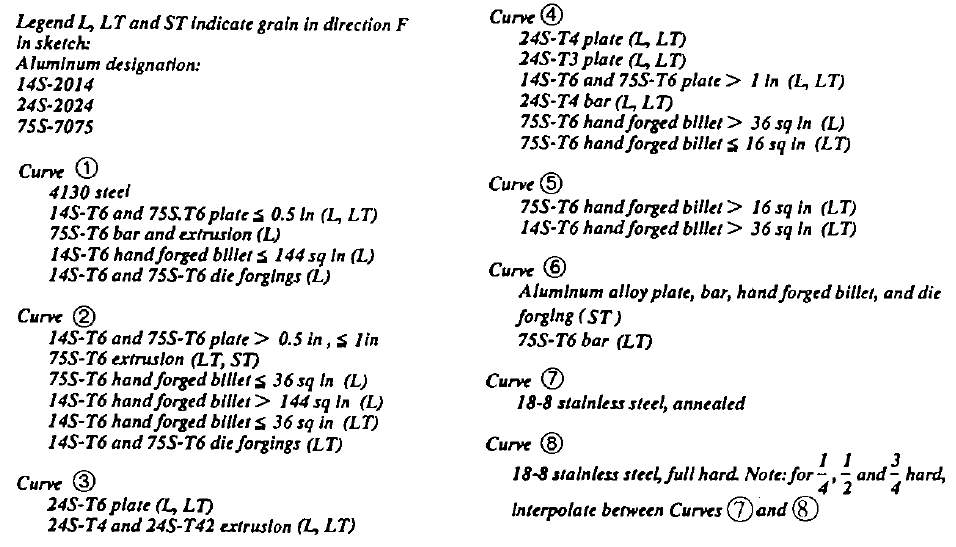 Legend L, LT and ST indicate grain in direction F
in sketch:
Aluminum designation:
14S-2014
24S-2024
75S-7075
Curve ①
4130 steel
14S-T6 and 75S.T6 plate ≤ 0.5 in (L, LT)
75S-T6 bar and extrusion (L)
14S-T6 hand forged billet ≤ 144 sq in (L)
14S-T6 and 75S-T6 die forgings (L)
Curve ②
14S-T6 and 75S-T6 plate > 0.5 in , ≤ 1in
75S-T6 extrusion (LT, ST)
75S-T6 hand forged billet ≤ 36 sq in (L)
14S-T6 hand forged billet > 144 sq in (L)
14S-T6 hand forged billet ≤ 36 sq in (LT)
14S-T6 and 75S-T6 die forgings (LT)
Curve ③
24S-T6 plate (L, LT)
24S-T4 and 24S-T42 extrusion (L, LT)
Curve ④
24S-T4 plate (L, LT)
24S-T3 plate (L, LT)
14S-T6 and 75S-T6 plate > 1 in (L, LT)
24S-T4 bar (L, LT)
75S-T6 hand forged billet > 36 sq in (L)
75S-T6 hand forged billet ≤ 16 sq in (LT)
Curve ⑤
75S-T6 hand forged billet > 16 sq in (LT)
14S-T6 hand forged billet > 36 sq in (LT)
Curve ⑥
Aluminum alloy plate, bar, hand forged billet, and die
forging (ST)
75S-T6 bar (LT)
Curve ⑦
18-8 stainless steel, annealed
Curve ⑧
18-8 stainless steel, full hard. Note: for 1/4, 1/2 and 3/4 hard,
interpolate between Curves ⑦ and ⑧